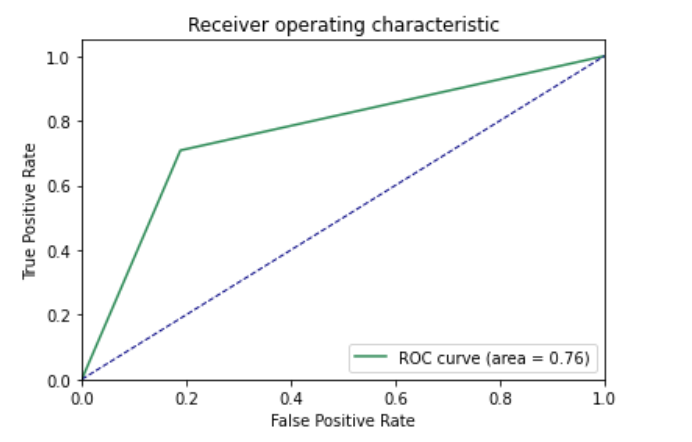 Receiver operating characteristic
1.0
0.8
0.6
0.4
0.2
0.0
True Positive Rate
ROC curve (area = 0.76)
0.0 0.2 0.4 0.6 0.8 1.0
False Positive Rate